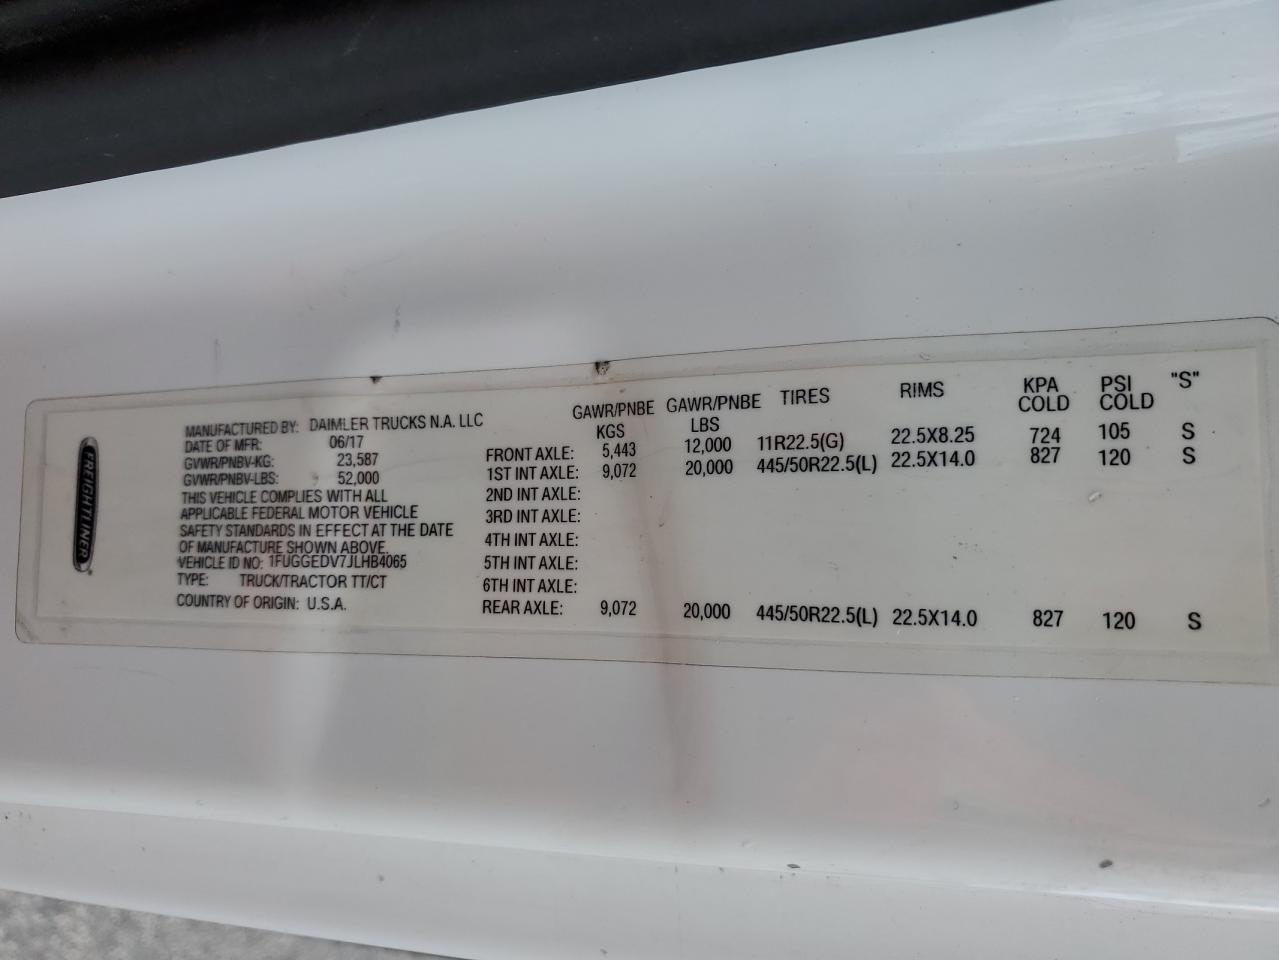 FREIGHTLINER
MANUFACTURED BY: DAIMLER TRUCKS N.A. LLC
DATE OF MFR: 06/17
GVWR/PNBV-KG: 23,587
GVWR/PNBV-LBS: 52,000
THIS VEHICLE COMPLIES WITH ALL
APPLICABLE FEDERAL MOTOR VEHICLE
SAFETY STANDARDS IN EFFECT AT THE DATE
OF MANUFACTURE SHOWN ABOVE.
VEHICLE ID NO: 1FUGGEDV7JLHB4065
TYPE: TRUCK/TRACTOR TT/CT
COUNTRY OF ORIGIN: U.S.A.
GAWR/PNBE GAWR/PNBE TIRES RIMS KPA PSI "S"
KGS LBS COLD COLD
FRONT AXLE: 5,443 12,000 11R22.5(G) 22.5X8.25 724 105 S
1ST INT AXLE: 9,072 20,000 445/50R22.5(L) 22.5X14.0 827 120 S
2ND INT AXLE:
3RD INT AXLE:
4TH INT AXLE:
5TH INT AXLE:
6TH INT AXLE:
REAR AXLE: 9,072 20,000 445/50R22.5(L) 22.5X14.0 827 120 S